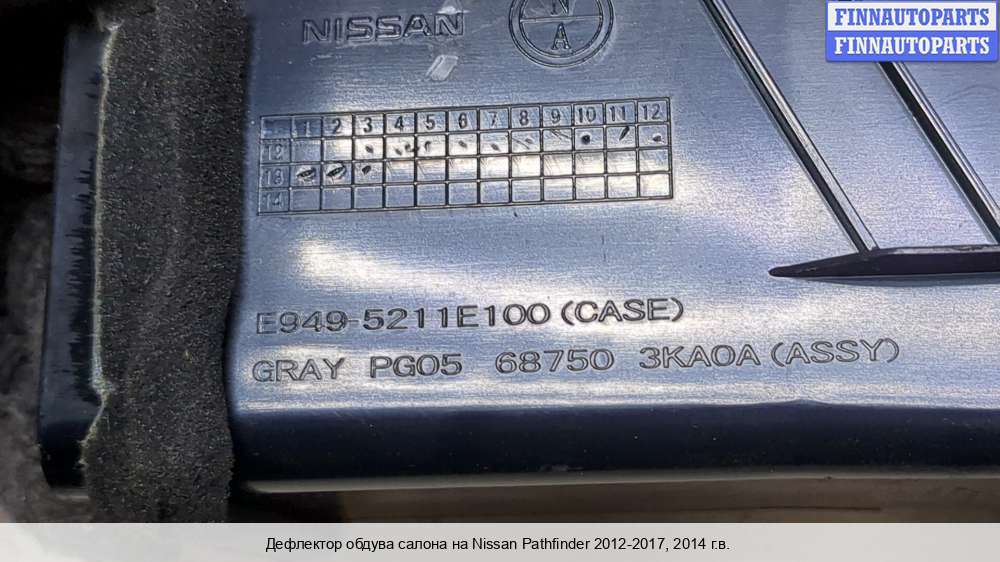 NISSAN
N
A
FINNAUTOPARTS
FINNAUTOPARTS
1 2 3 4 5 6 7 8 9 10 11 12
12
13
14
E949-5211E100 (CASE)
GRAY PG05 68750 3KA0A (ASSY)
Дефлектор обдува салона на Nissan Pathfinder 2012-2017, 2014 г.в.